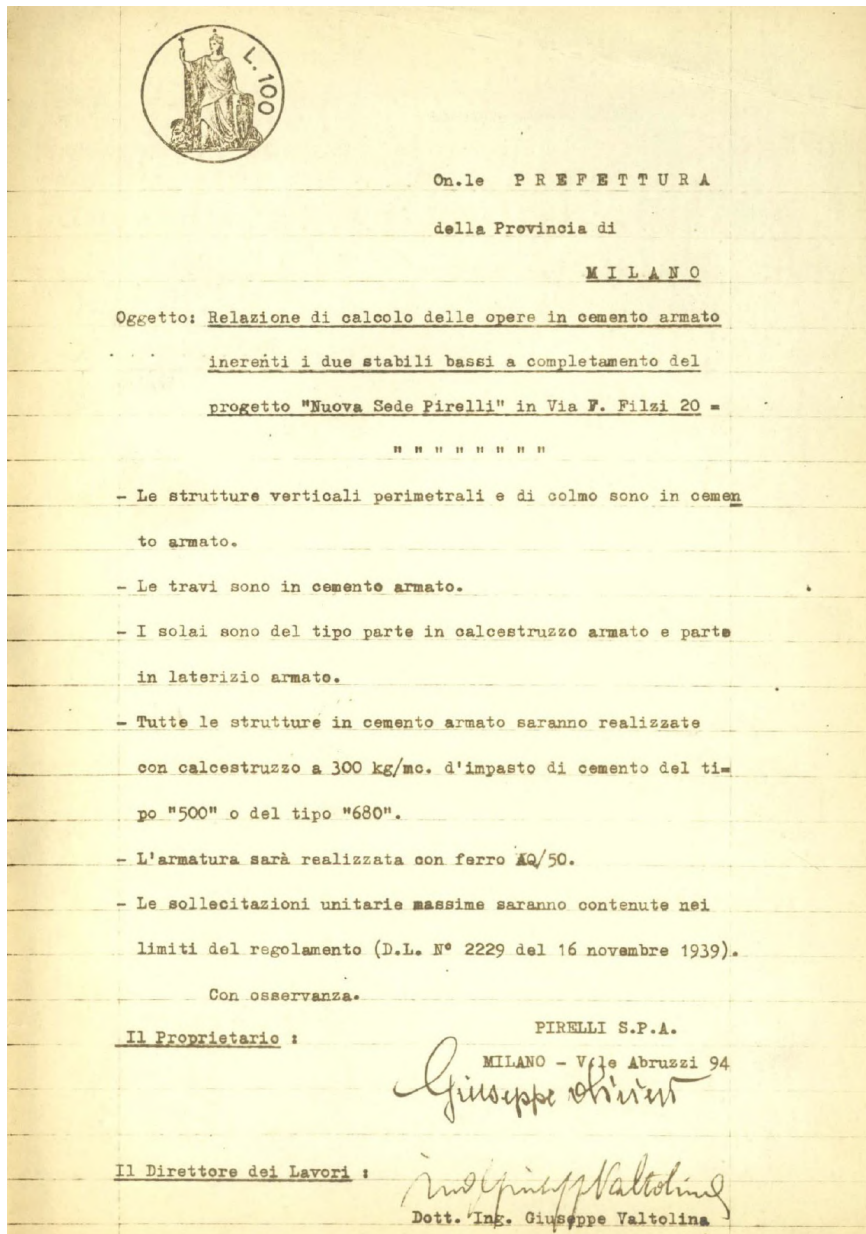 L. 100
On.le PREFETTURA
della Provincia di
MILANO
Oggetto: Relazione di calcolo delle opere in cemento armato
inerenti i due stabili bassi a completamento del
progetto "Nuova Sede Pirelli" in Via F. Filzi 20 =
" " " " " " " "
- Le strutture verticali perimetrali e di colmo sono in cemen
to armato.
- Le travi sono in cemento armato.
- I solai sono del tipo parte in calcestruzzo armato e parte
in laterizio armato.
- Tutte le strutture in cemento armato saranno realizzate
con calcestruzzo a 300 kg/mc. d'impasto di cemento del ti=
po "500" o del tipo "680".
- L'armatura sarà realizzata con ferro AQ/50.
- Le sollecitazioni unitarie massime saranno contenute nei
limiti del regolamento (D.L. N° 2229 del 16 novembre 1939).
Con osservanza.
Il Proprietario :
PIRELLI S.P.A.
MILANO - V.le Abruzzi 94
Giuseppe
Il Direttore dei Lavori :
Giuseppe Valtolina
Dott. Ing. Giuseppe Valtolina